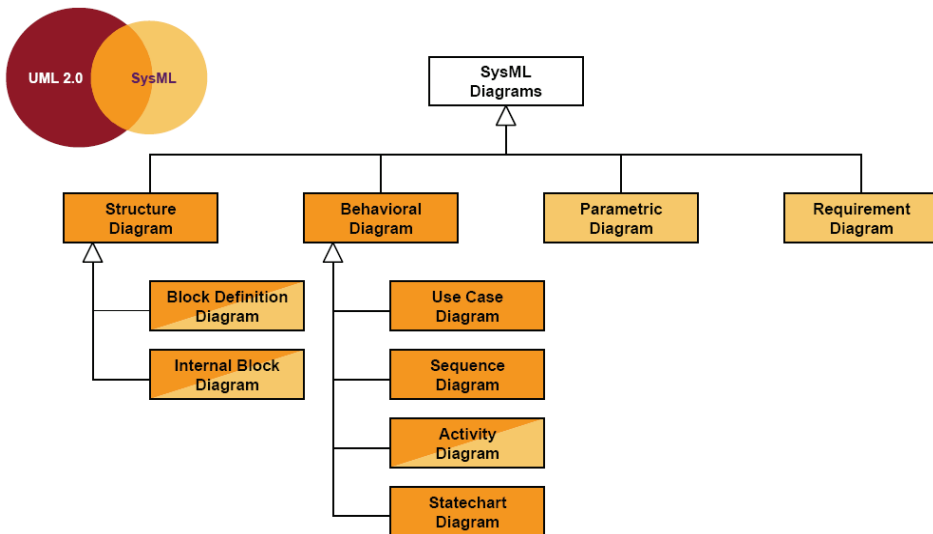 UML 2.0
SysML
SysML
Diagrams
Structure
Diagram
Behavioral
Diagram
Parametric
Diagram
Requirement
Diagram
Block Definition
Diagram
Internal Block
Diagram
Use Case
Diagram
Sequence
Diagram
Activity
Diagram
Statechart
Diagram